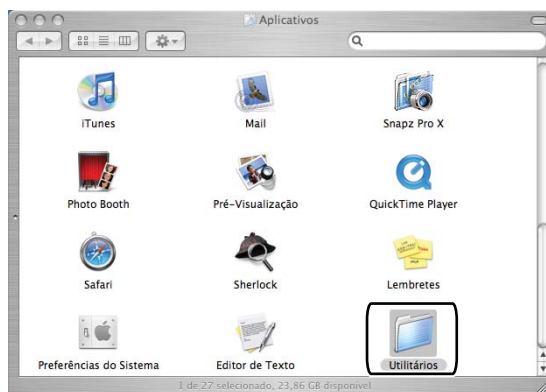 Aplicativos
iTunes
Mail
Snapz Pro X
Photo Booth
Pré-Visualização
QuickTime Player
Safari
Sherlock
Lembretes
Preferências do Sistema
Editor de Texto
Utilitários
1 de 27 selecionado, 23,86 GB disponível